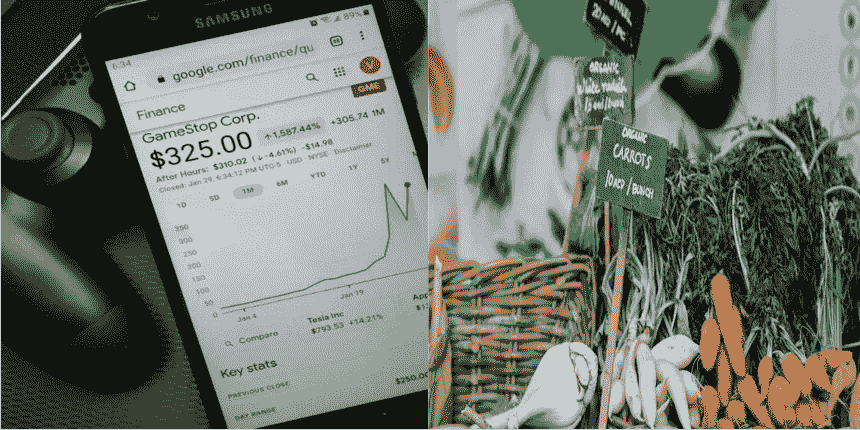 SAMSUNG
6:34
89%
google.com/finance/qu
Finance
GME
GameStop Corp.
$325.00 ↑1,587.44% +305.74 1M
After Hours: $310.02 (↓-4.61%) -$14.98
Closed: Jan 29, 6:34:12 PM UTC-5 USD NYSE Disclaimer
1D 5D 1M 6M YTD 1Y 5Y
350
300
250
200
150
100
50
0
Jan 4 Jan 19
Compare
Tesla Inc
$793.53 +14.21%
App
Key stats
PREVIOUS CLOSE
$250.00
DAY RANGE
ORGANIC
ORGANIC
CARROTS
/BUNCH